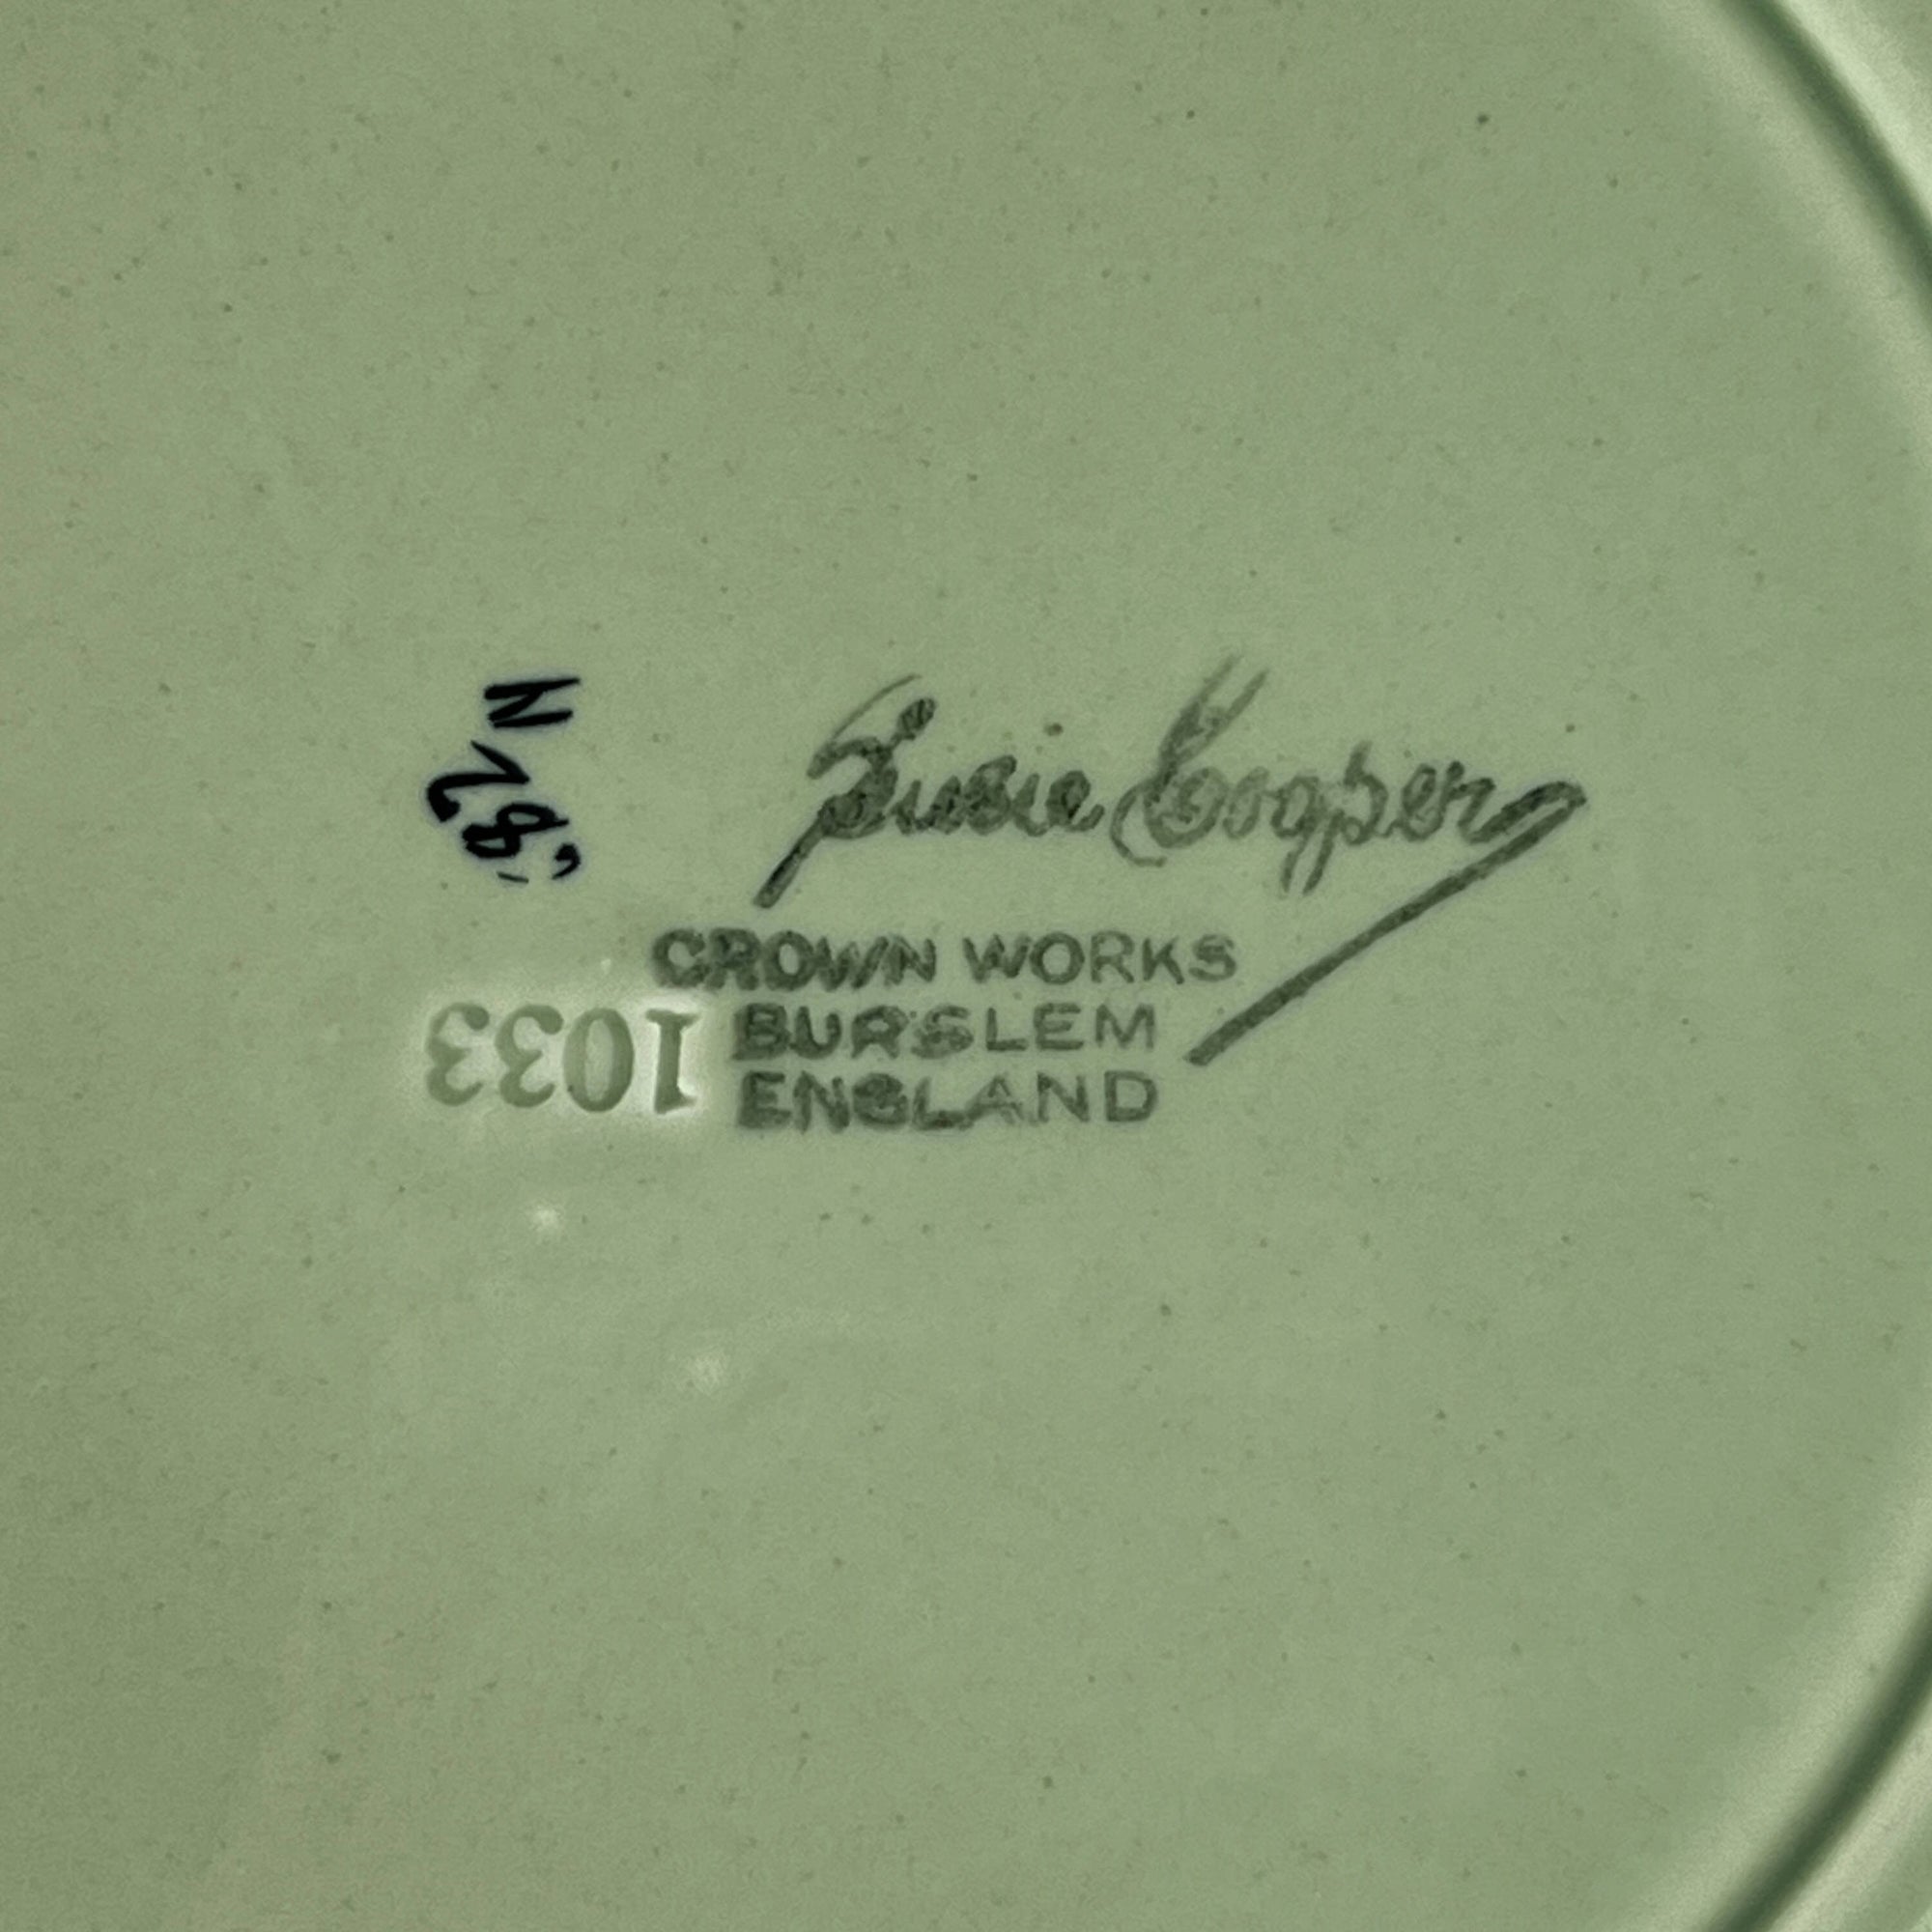 Susie Cooper
CROWN WORKS
BURSLEM
ENGLAND
1033